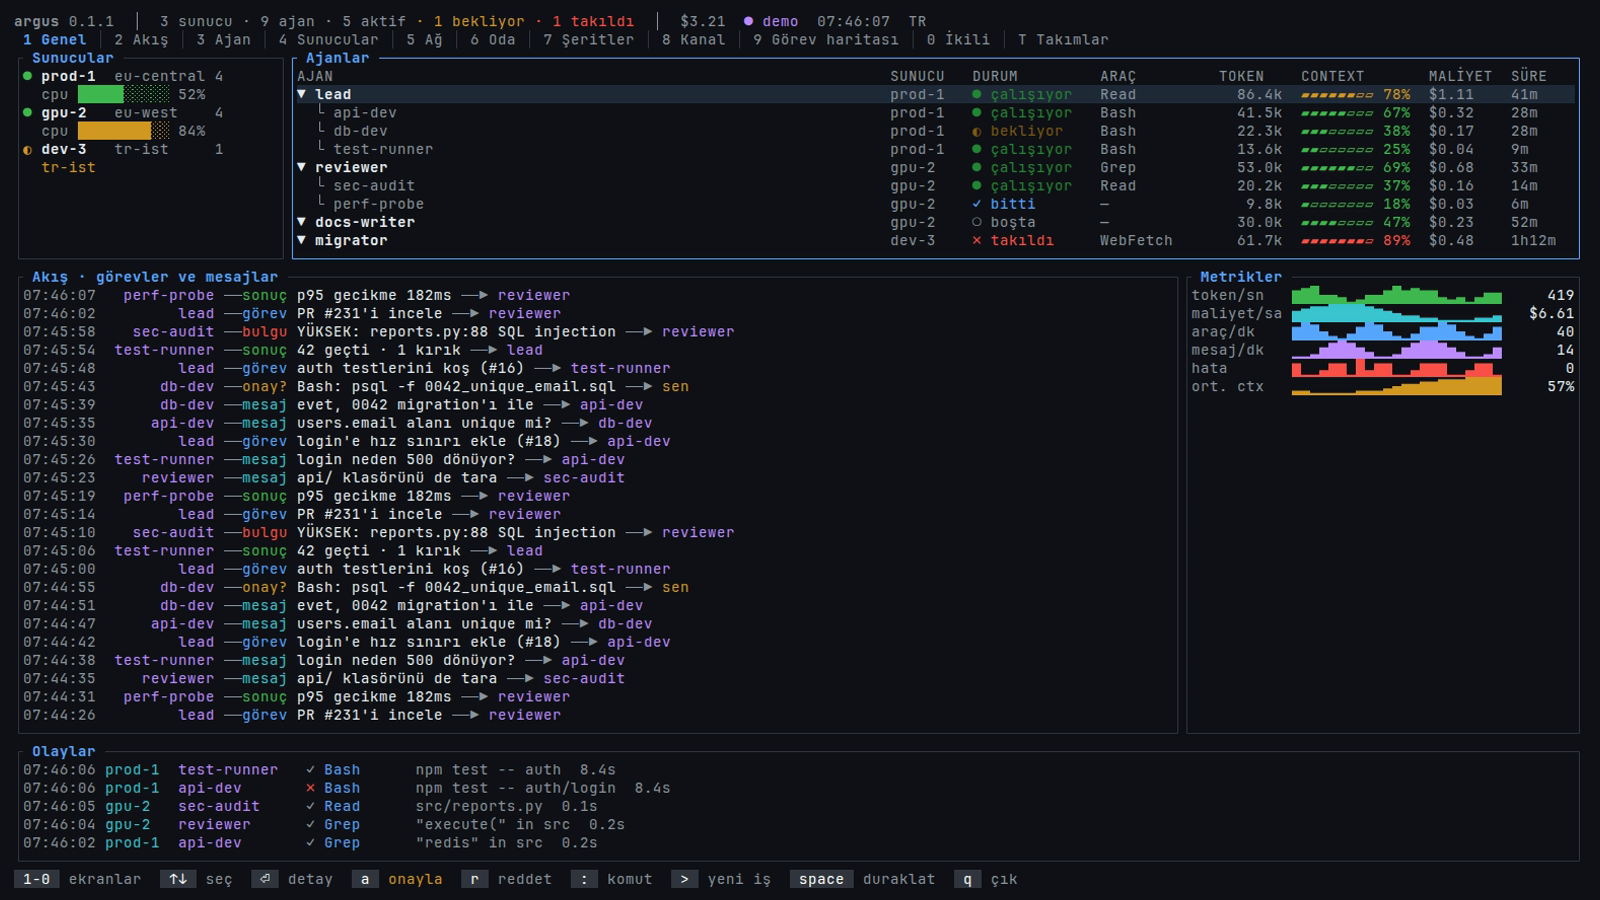 argus 0.1.1 │ 3 sunucu · 9 ajan · 5 aktif · 1 bekliyor · 1 takıldı │ $3.21 ● demo 07:46:07 TR
1 Genel │ 2 Akış │ 3 Ajan │ 4 Sunucular │ 5 Ağ │ 6 Oda │ 7 Şeritler │ 8 Kanal │ 9 Görev haritası │ 0 İkili │ T Takımlar
Sunucular
● prod-1 eu-central 4
cpu 52%
● gpu-2 eu-west 4
cpu 84%
◐ dev-3 tr-ist 1
tr-ist
Ajanlar
AJAN SUNUCU DURUM ARAÇ TOKEN CONTEXT MALİYET SÜRE
▼ lead prod-1 ● çalışıyor Read 86.4k ▰▰▰▰▰▰▱▱ 78% $1.11 41m
└ api-dev prod-1 ● çalışıyor Bash 41.5k ▰▰▰▰▰▱▱▱ 67% $0.32 28m
└ db-dev prod-1 ◐ bekliyor Bash 22.3k ▰▰▰▱▱▱▱▱ 38% $0.17 28m
└ test-runner prod-1 ● çalışıyor Bash 13.6k ▰▰▱▱▱▱▱▱ 25% $0.04 9m
▼ reviewer gpu-2 ● çalışıyor Grep 53.0k ▰▰▰▰▰▰▱▱ 69% $0.68 33m
└ sec-audit gpu-2 ● çalışıyor Read 20.2k ▰▰▰▱▱▱▱▱ 37% $0.16 14m
└ perf-probe gpu-2 ✓ bitti — 9.8k ▰▱▱▱▱▱▱▱ 18% $0.03 6m
▼ docs-writer gpu-2 ○ boşta — 30.0k ▰▰▰▰▱▱▱▱ 47% $0.23 52m
▼ migrator dev-3 ✕ takıldı WebFetch 61.7k ▰▰▰▰▰▰▰▱ 89% $0.48 1h12m
Akış · görevler ve mesajlar
07:46:07 perf-probe ──sonuç p95 gecikme 182ms ──▶ reviewer
07:46:02 lead ──görev PR #231'i incele ──▶ reviewer
07:45:58 sec-audit ──bulgu YÜKSEK: reports.py:88 SQL injection ──▶ reviewer
07:45:54 test-runner ──sonuç 42 geçti · 1 kırık ──▶ lead
07:45:48 lead ──görev auth testlerini koş (#16) ──▶ test-runner
07:45:43 db-dev ──onay? Bash: psql -f 0042_unique_email.sql ──▶ sen
07:45:39 db-dev ──mesaj evet, 0042 migration'ı ile ──▶ api-dev
07:45:35 api-dev ──mesaj users.email alanı unique mi? ──▶ db-dev
07:45:30 lead ──görev login'e hız sınırı ekle (#18) ──▶ api-dev
07:45:26 test-runner ──mesaj login neden 500 dönüyor? ──▶ api-dev
07:45:23 reviewer ──mesaj api/ klasörünü de tara ──▶ sec-audit
07:45:19 perf-probe ──sonuç p95 gecikme 182ms ──▶ reviewer
07:45:14 lead ──görev PR #231'i incele ──▶ reviewer
07:45:10 sec-audit ──bulgu YÜKSEK: reports.py:88 SQL injection ──▶ reviewer
07:45:06 test-runner ──sonuç 42 geçti · 1 kırık ──▶ lead
07:45:00 lead ──görev auth testlerini koş (#16) ──▶ test-runner
07:44:55 db-dev ──onay? Bash: psql -f 0042_unique_email.sql ──▶ sen
07:44:51 db-dev ──mesaj evet, 0042 migration'ı ile ──▶ api-dev
07:44:47 api-dev ──mesaj users.email alanı unique mi? ──▶ db-dev
07:44:42 lead ──görev login'e hız sınırı ekle (#18) ──▶ api-dev
07:44:38 test-runner ──mesaj login neden 500 dönüyor? ──▶ api-dev
07:44:35 reviewer ──mesaj api/ klasörünü de tara ──▶ sec-audit
07:44:31 perf-probe ──sonuç p95 gecikme 182ms ──▶ reviewer
07:44:26 lead ──görev PR #231'i incele ──▶ reviewer
Metrikler
token/sn 419
maliyet/sa $6.61
araç/dk 40
mesaj/dk 14
hata 0
ort. ctx 57%
Olaylar
07:46:06 prod-1 test-runner ✓ Bash npm test -- auth 8.4s
07:46:06 prod-1 api-dev ✕ Bash npm test -- auth/login 8.4s
07:46:05 gpu-2 sec-audit ✓ Read src/reports.py 0.1s
07:46:04 gpu-2 reviewer ✓ Grep "execute(" in src 0.2s
07:46:02 prod-1 api-dev ✓ Grep "redis" in src 0.2s
1-0 ekranlar ↑↓ seç ⏎ detay a onayla r reddet : komut > yeni iş space duraklat q çık